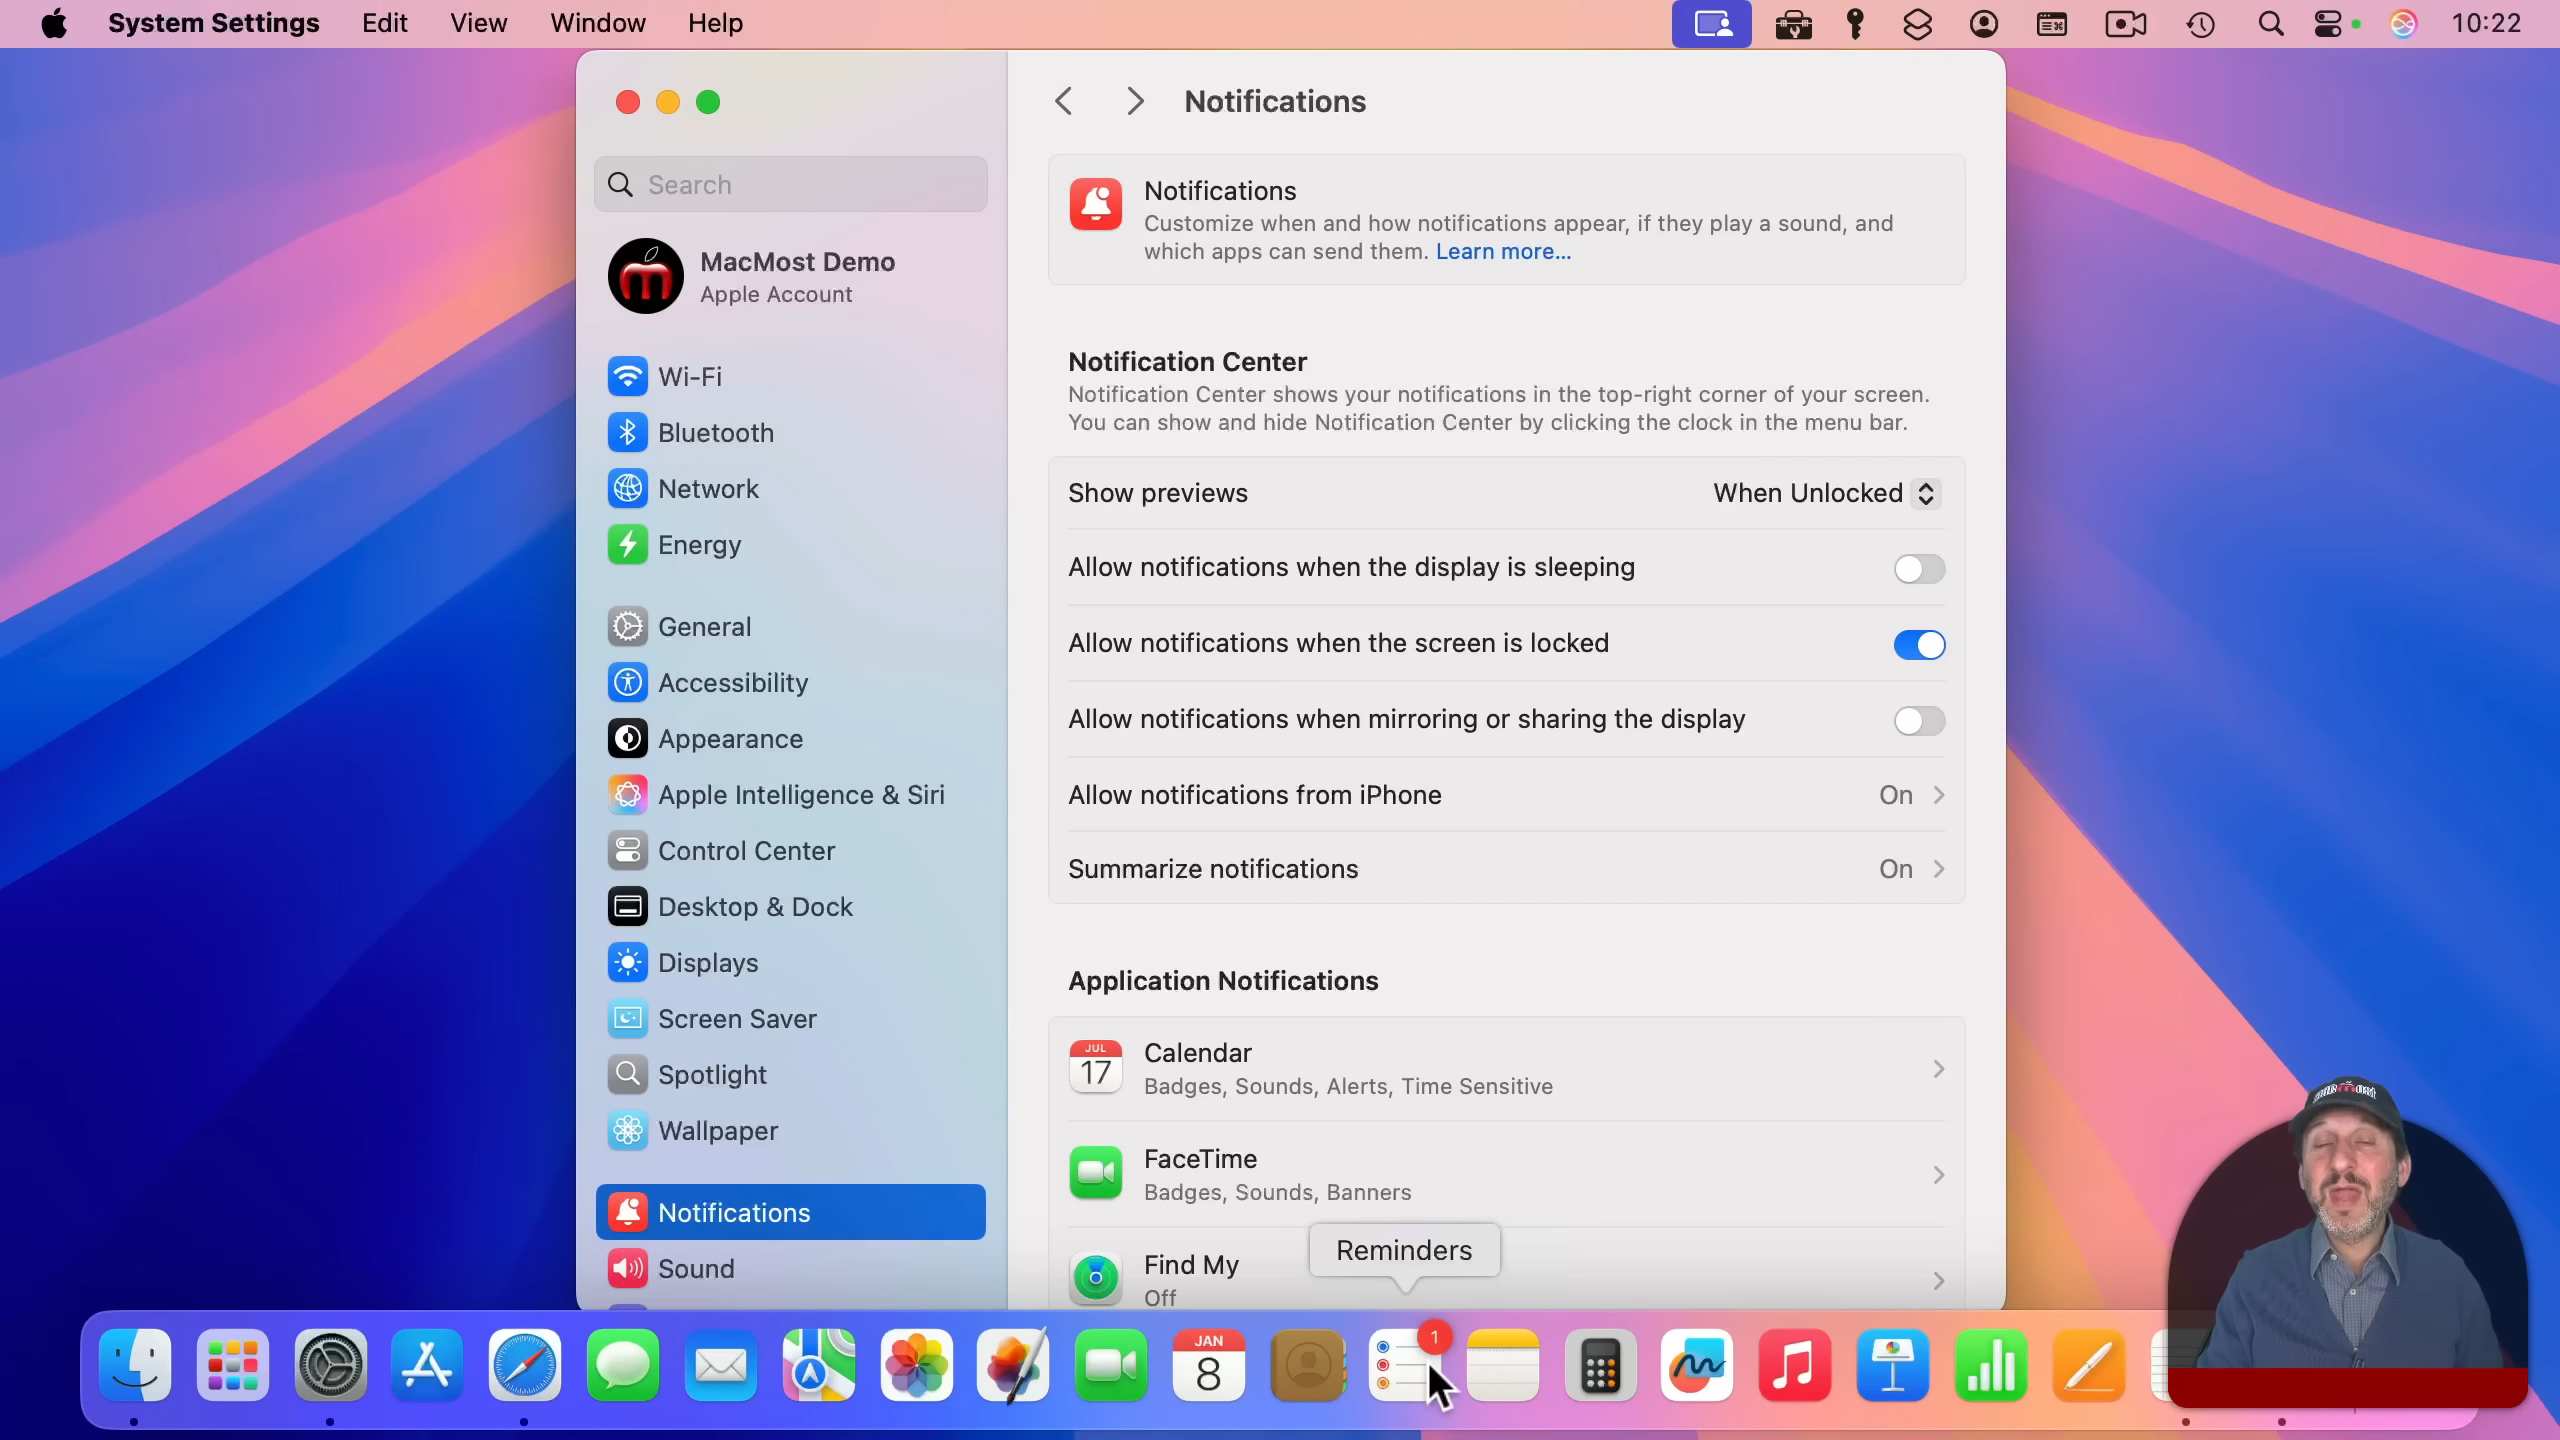 System Settings Edit View Window Help 10:22
Notifications
Search
MacMost Demo
Apple Account
Wi-Fi
Bluetooth
Network
Energy
General
Accessibility
Appearance
Apple Intelligence & Siri
Control Center
Desktop & Dock
Displays
Screen Saver
Spotlight
Wallpaper
Notifications
Sound
Notifications
Customize when and how notifications appear, if they play a sound, and
which apps can send them. Learn more...
Notification Center
Notification Center shows your notifications in the top-right corner of your screen.
You can show and hide Notification Center by clicking the clock in the menu bar.
Show previews When Unlocked
Allow notifications when the display is sleeping
Allow notifications when the screen is locked
Allow notifications when mirroring or sharing the display
Allow notifications from iPhone On
Summarize notifications On
Application Notifications
JUL
17
Calendar
Badges, Sounds, Alerts, Time Sensitive
FaceTime
Badges, Sounds, Banners
Find My
Off
Reminders
JAN
8
1